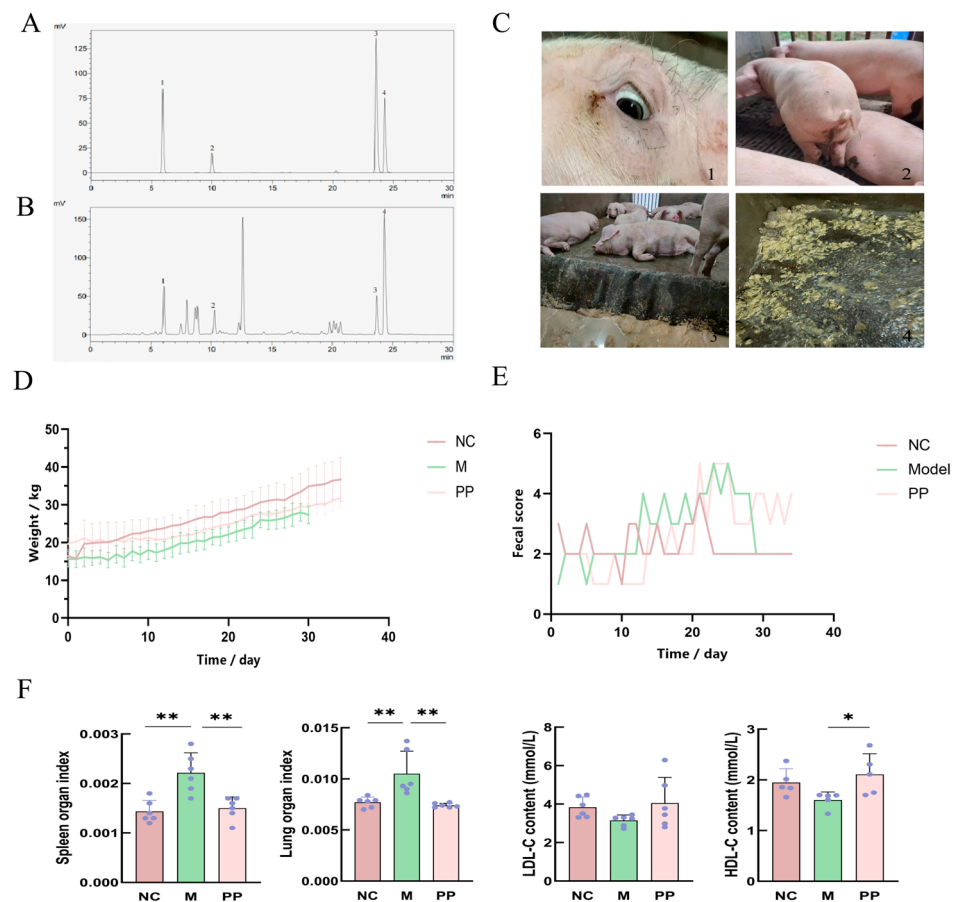 A
mV
125
100
75
50
25
0
1
2
3
4
0 5 10 15 20 25 30
min
B
mV
150
100
50
0
1
2
3
4
0 5 10 15 20 25 30
min
C
1
2
3
4
D
50
40
30
20
10
0
Weight / kg
0 10 20 30 40
Time / day
NC
M
PP
E
6
4
2
0
Fecal score
0 10 20 30 40
Time / day
NC
Model
PP
F
Spleen organ index
0.003
0.002
0.001
0.000
** **
NC M PP
Lung organ index
0.015
0.010
0.005
0.000
** **
NC M PP
LDL-C content (mmol/L)
8
6
4
2
0
NC M PP
HDL-C content (mmol/L)
3
2
1
0
*
NC M PP